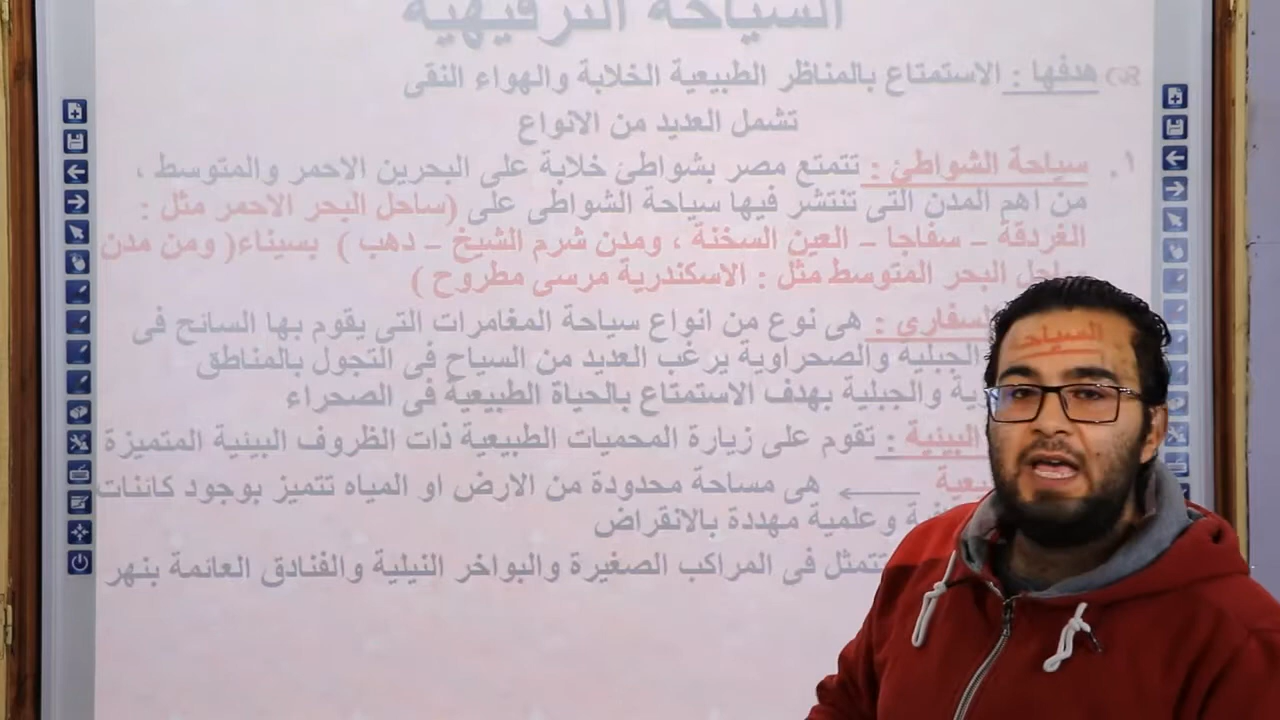 السياحة الترفيهية
هدفها : الاستمتاع بالمناظر الطبيعية الخلابة والهواء النقى
تشمل العديد من الانواع
١. سياحة الشواطئ : تتمتع مصر بشواطئ خلابة على البحرين الاحمر والمتوسط ،
من اهم المدن التى تنتشر فيها سياحة الشواطى على (ساحل البحر الاحمر مثل :
الغردقة – سفاجا – العين السخنة ، ومدن شرم الشيخ – دهب ) بسيناء( ومن مدن
البحر المتوسط مثل : الاسكندرية مرسى مطروح )
السفاري : هى نوع من انواع سياحة المغامرات التى يقوم بها السائح فى
الجبلية والصحراوية يرغب العديد من السياح فى التجول بالمناطق
والجبلية بهدف الاستمتاع بالحياة الطبيعية فى الصحراء
البيئية : تقوم على زيارة المحميات الطبيعية ذات الظروف البيئية المتميزة
هى مساحة محدودة من الارض او المياه تتميز بوجود كائنات
وعلمية مهددة بالانقراض
تتمثل فى المراكب الصغيرة والبواخر النيلية والفنادق العائمة بنهر